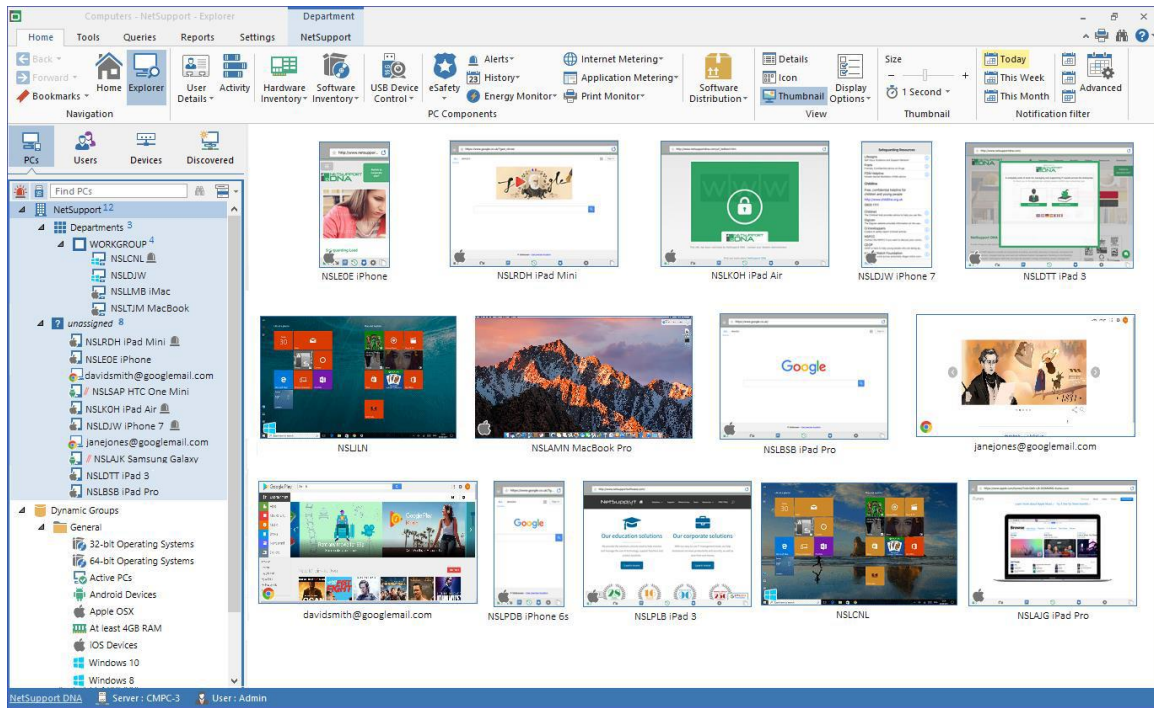 Computers - NetSupport - Explorer
Department
Home Tools Queries Reports Settings NetSupport
Back
Forward
Bookmarks
Home
Explorer
Navigation
User Details
Activity
Hardware Inventory
Software Inventory
USB Device Control
eSafety
Alerts
History
Energy Monitor
Internet Metering
Application Metering
Print Monitor
Software Distribution
PC Components
Details
Icon
Thumbnail
Display Options
View
Size
- +
1 Second
Thumbnail
Today
This Week
This Month
Advanced
Notification filter
PCs Users Devices Discovered
Find PCs
NetSupport 12
Departments 3
WORKGROUP 4
NSLCNL
NSLDJW
NSLLMB iMac
NSLTJM MacBook
unassigned 8
NSLRDH iPad Mini
NSLEOE iPhone
davidsmith@googlemail.com
NSLSAP HTC One Mini
NSLKOH iPad Air
NSLDJW iPhone 7
janejones@googlemail.com
NSLAJK Samsung Galaxy
NSLDTT iPad 3
NSLBSB iPad Pro
Dynamic Groups
General
32-bit Operating Systems
64-bit Operating Systems
Active PCs
Android Devices
Apple OSX
At least 4GB RAM
iOS Devices
Windows 10
Windows 8
DNA
NSLEOE iPhone
NSLRDH iPad Mini
WWW
DNA
NSLKOH iPad Air
Safeguarding Resources
NSLDJW iPhone 7
NSLDTT iPad 3
NSLJLN
NSLAMN MacBook Pro
Google
NSLBSB iPad Pro
janejones@googlemail.com
Google Play
davidsmith@googlemail.com
Google
NSLPDB iPhone 6s
NetSupport
Our education solutions
Our corporate solutions
NSLPLB iPad 3
NSLCNL
NSLAJG iPad Pro
NetSupport DNA Server : CMPC-3 User : Admin